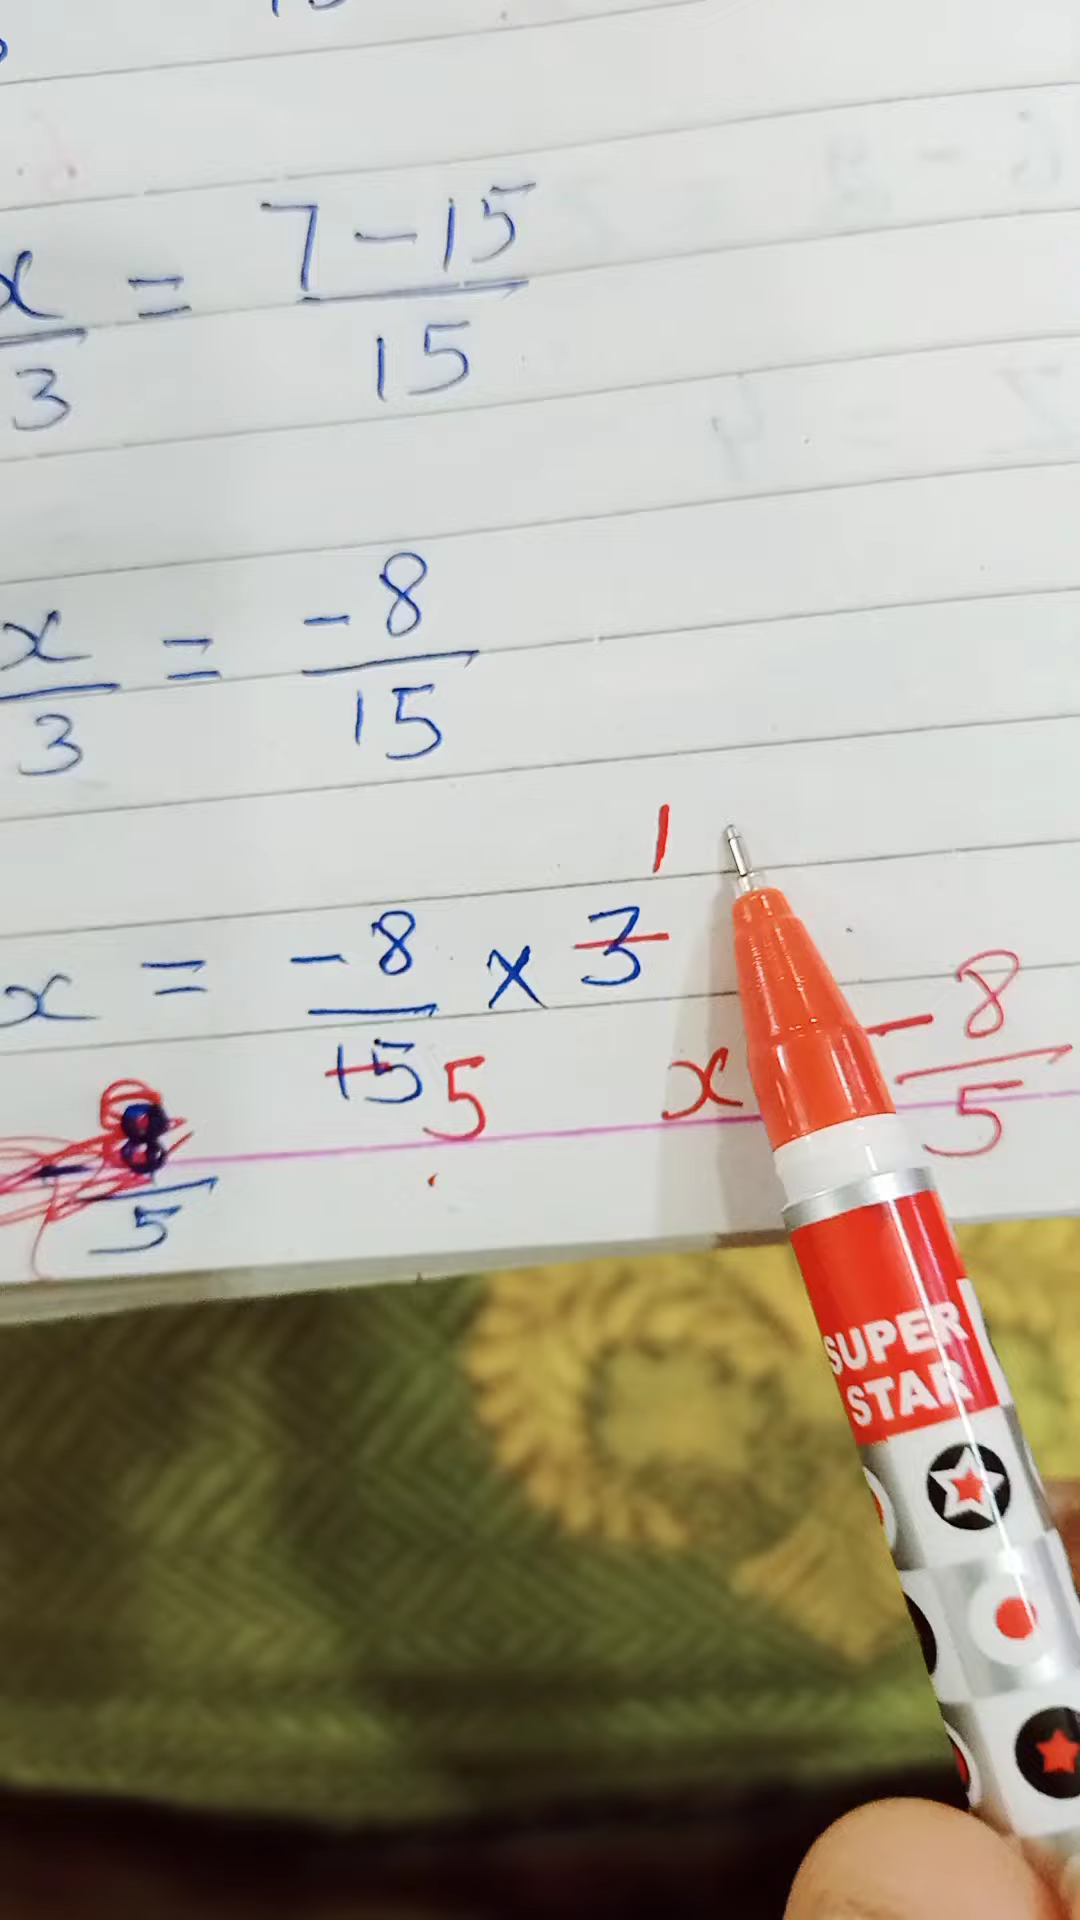 x/3 = 7-15/15
x/3 = -8/15
1
x = -8/15 × 3
5
x -8/5
-8/5
SUPER
STAR